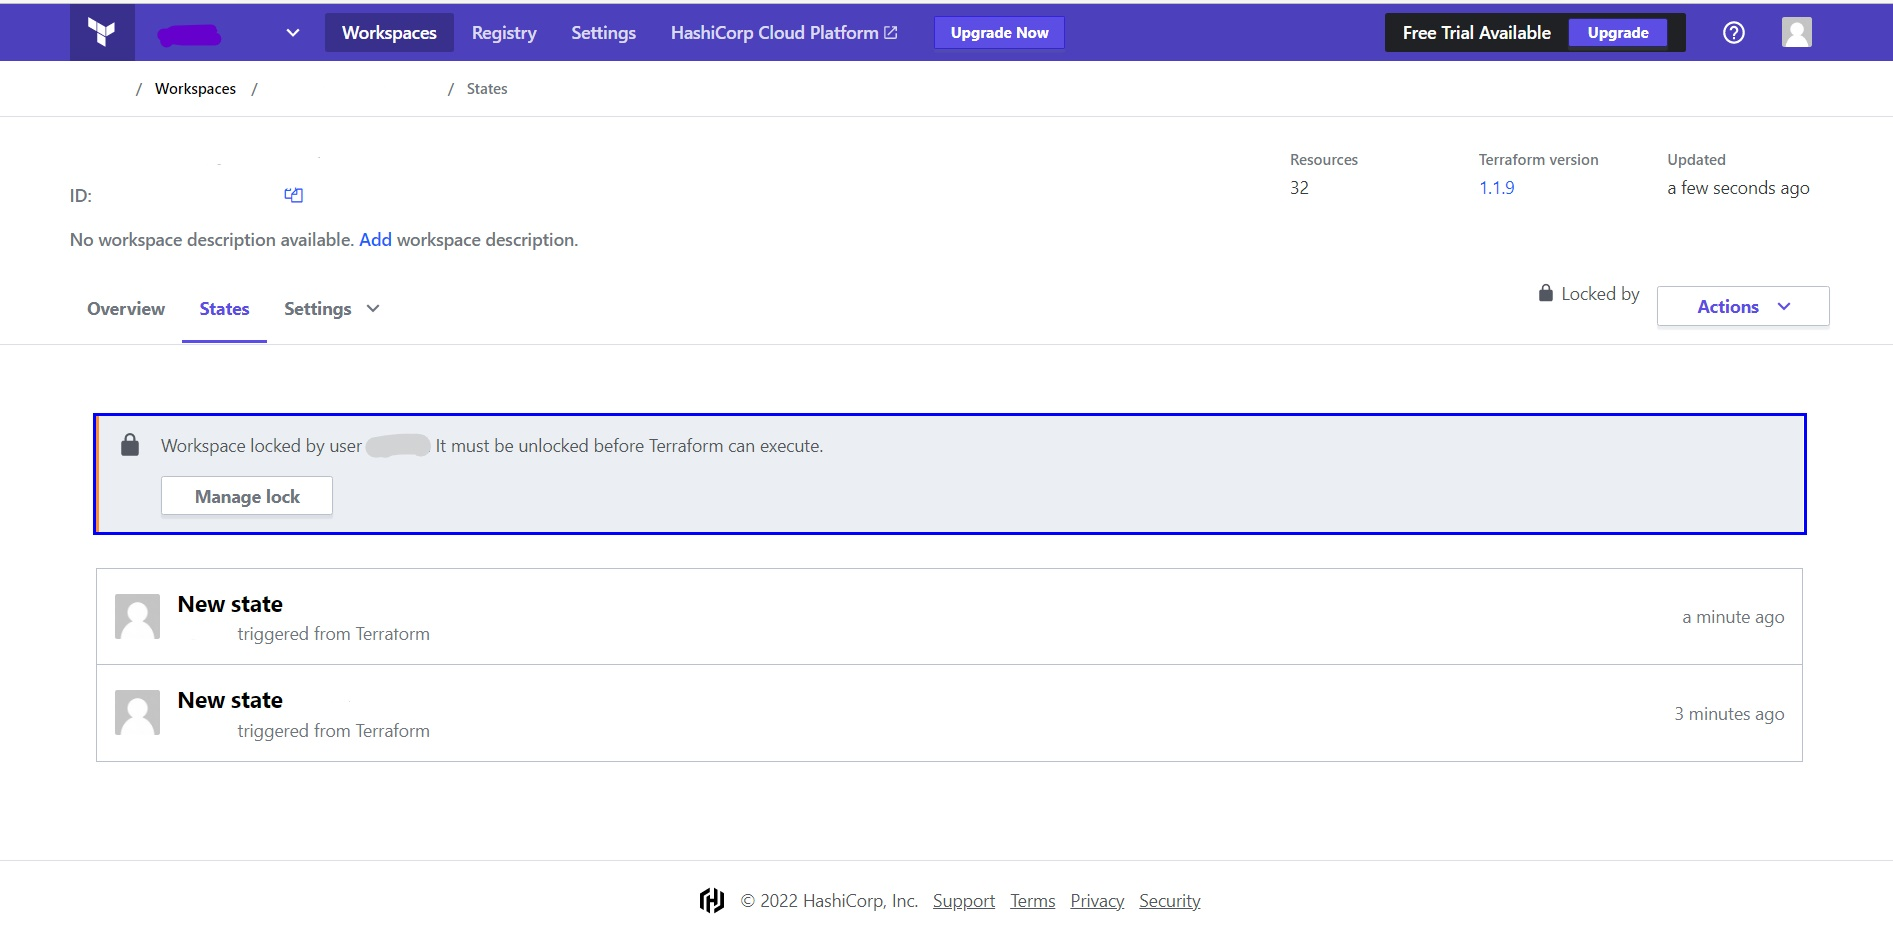 Workspaces Registry Settings HashiCorp Cloud Platform Upgrade Now Free Trial Available Upgrade
/ Workspaces / / States
Resources Terraform version Updated
32 1.1.9 a few seconds ago
ID:
No workspace description available. Add workspace description.
Overview States Settings Locked by Actions
Workspace locked by user It must be unlocked before Terraform can execute.
Manage lock
New state
triggered from Terratorm
a minute ago
New state
triggered from Terraform
3 minutes ago
© 2022 HashiCorp, Inc. Support Terms Privacy Security